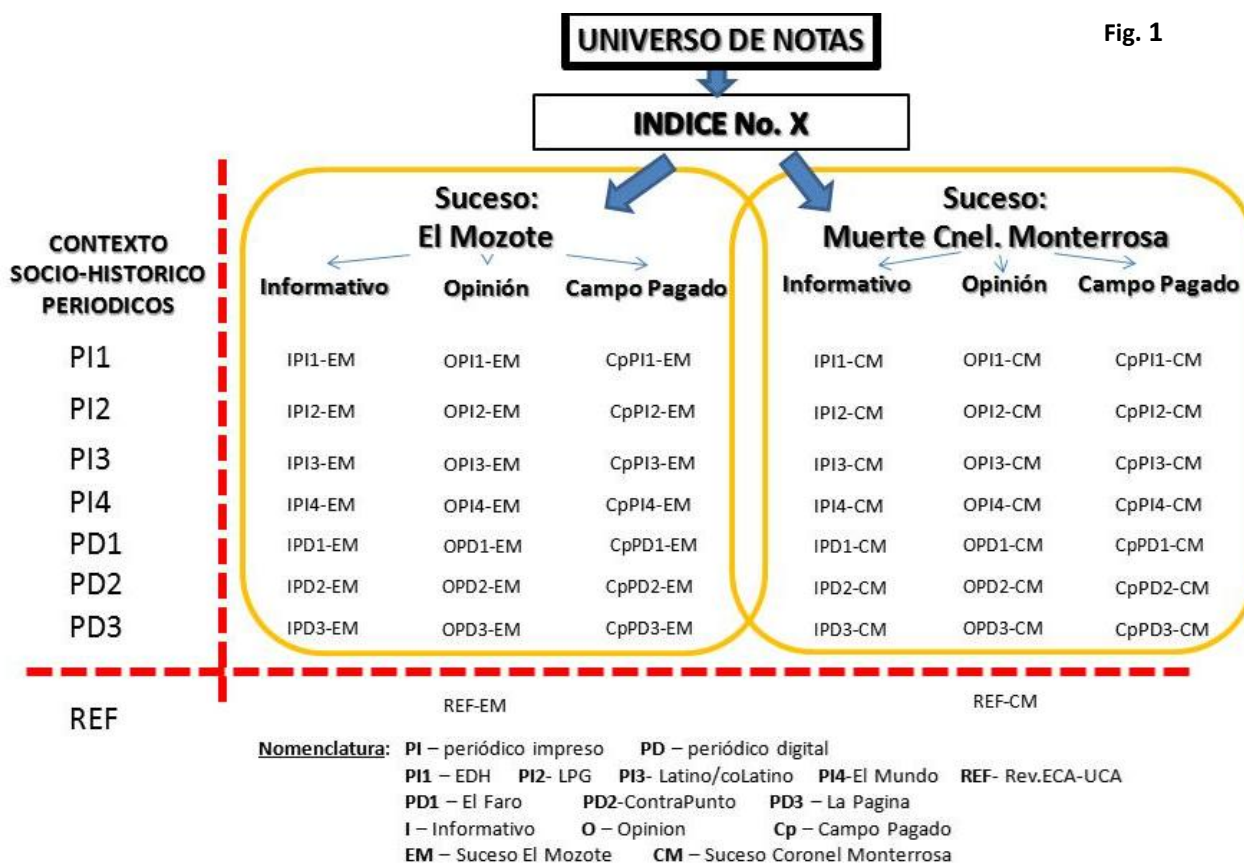 Fig. 1
UNIVERSO DE NOTAS
INDICE No. X
Suceso:
El Mozote
Suceso:
Muerte Cnel. Monterrosa
CONTEXTO
SOCIO-HISTORICO
PERIODICOS
Informativo Opinión Campo Pagado Informativo Opinión Campo Pagado
PI1 IPI1-EM OPI1-EM CpPI1-EM IPI1-CM OPI1-CM CpPI1-CM
PI2 IPI2-EM OPI2-EM CpPI2-EM IPI2-CM OPI2-CM CpPI2-CM
PI3 IPI3-EM OPI3-EM CpPI3-EM IPI3-CM OPI3-CM CpPI3-CM
PI4 IPI4-EM OPI4-EM CpPI4-EM IPI4-CM OPI4-CM CpPI4-CM
PD1 IPD1-EM OPD1-EM CpPD1-EM IPD1-CM OPD1-CM CpPD1-CM
PD2 IPD2-EM OPD2-EM CpPD2-EM IPD2-CM OPD2-CM CpPD2-CM
PD3 IPD3-EM OPD3-EM CpPD3-EM IPD3-CM OPD3-CM CpPD3-CM
REF REF-EM REF-CM
Nomenclatura: PI – periódico impreso PD – periódico digital
PI1 – EDH PI2- LPG PI3- Latino/coLatino PI4-El Mundo REF- Rev.ECA-UCA
PD1 – El Faro PD2-ContraPunto PD3 – La Pagina
I – Informativo O – Opinion Cp – Campo Pagado
EM – Suceso El Mozote CM – Suceso Coronel Monterrosa